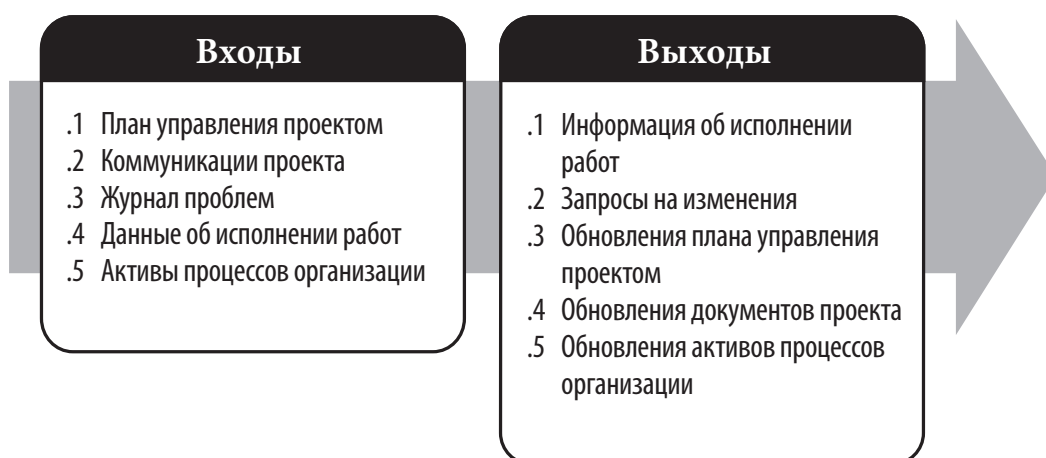 Входы
.1 План управления проектом
.2 Коммуникации проекта
.3 Журнал проблем
.4 Данные об исполнении работ
.5 Активы процессов организации
Выходы
.1 Информация об исполнении
работ
.2 Запросы на изменения
.3 Обновления плана управления
проектом
.4 Обновления документов проекта
.5 Обновления активов процессов
организации